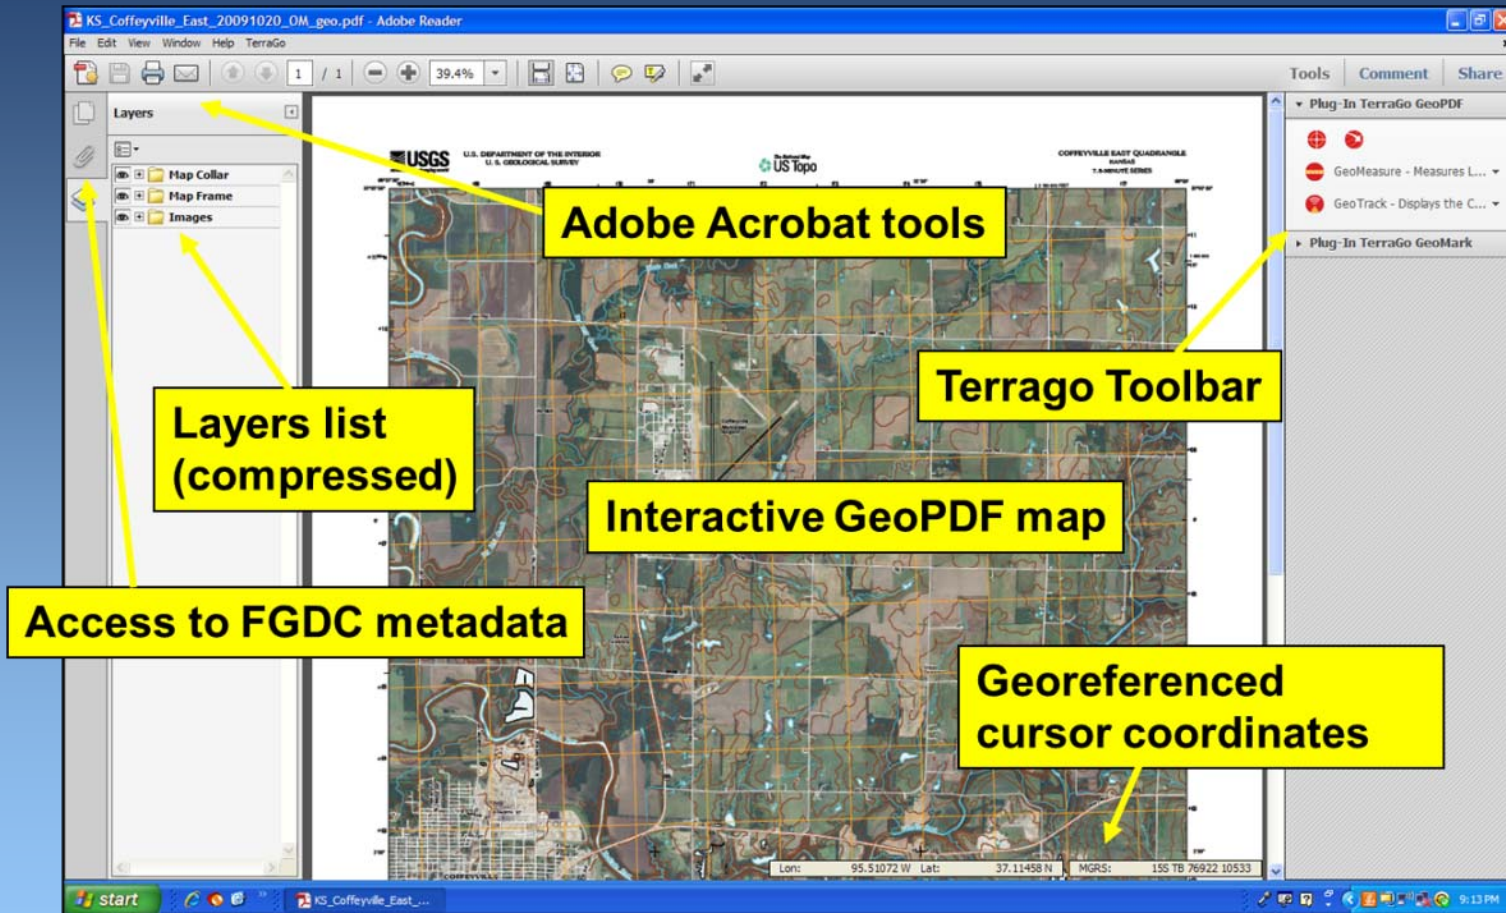 KS_Coffeyville_East_20091020_OM_geo.pdf - Adobe Reader
File Edit View Window Help TerraGo
1 / 1 39.4% Tools Comment Share
Layers
Map Collar
Map Frame
Images
Plug-In TerraGo GeoPDF
GeoMeasure - Measures L...
GeoTrack - Displays the C...
Plug-In TerraGo GeoMark
USGS
U.S. DEPARTMENT OF THE INTERIOR
U. S. GEOLOGICAL SURVEY
The National Map
US Topo
COFFEYVILLE EAST QUADRANGLE
KANSAS
7.5-MINUTE SERIES
Adobe Acrobat tools
Terrago Toolbar
Layers list
(compressed)
Interactive GeoPDF map
Access to FGDC metadata
Georeferenced
cursor coordinates
COFFEYVILLE
Lon: 95.51072 W Lat: 37.11458 N MGRS: 15S TB 76922 10533
start KS_Coffeyville_East_... 9:13 PM